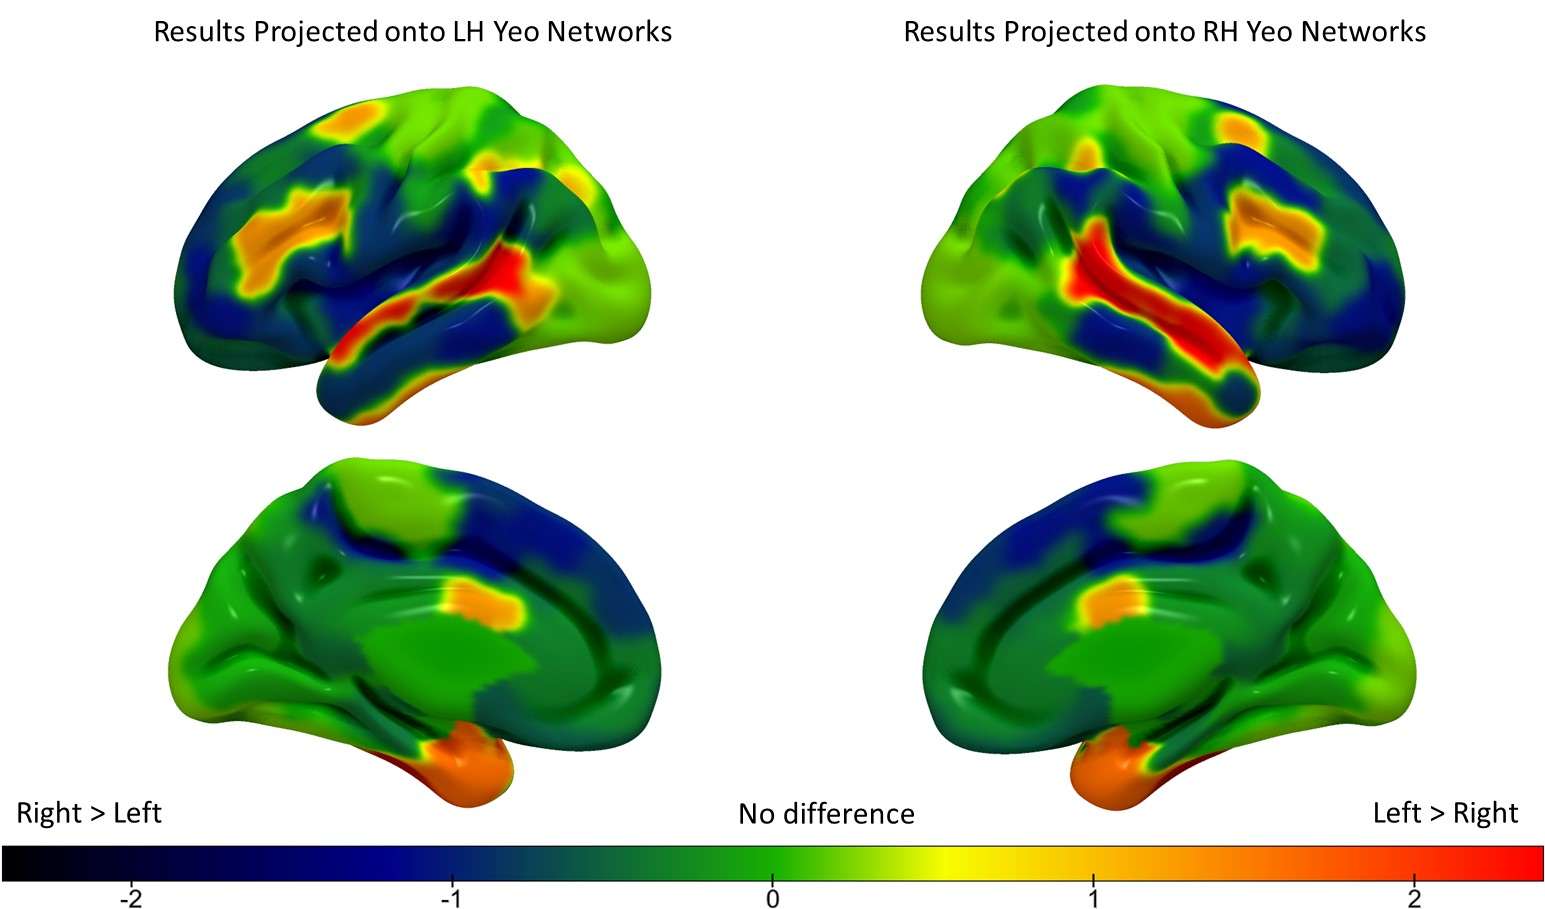 Results Projected onto LH Yeo Networks
Results Projected onto RH Yeo Networks
Right > Left
No difference
Left > Right
-2
-1
0
1
2